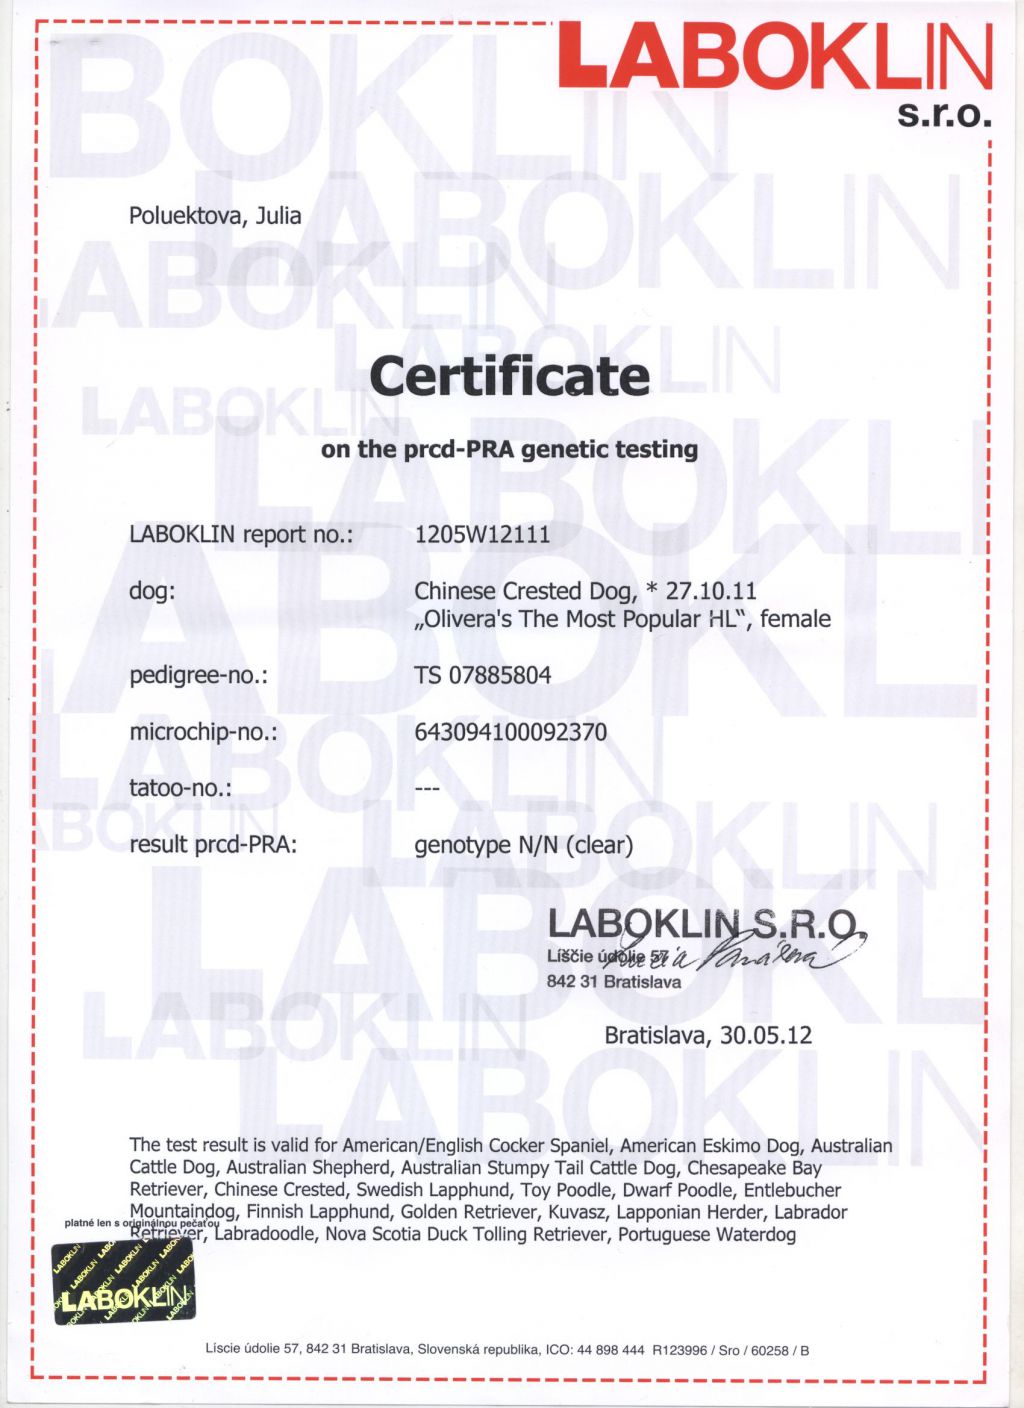 LABOKLIN
s.r.o.
Poluektova, Julia
Certificate
on the prcd-PRA genetic testing
LABOKLIN report no.: 1205W12111
dog: Chinese Crested Dog, * 27.10.11
„Olivera's The Most Popular HL“, female
pedigree-no.: TS 07885804
microchip-no.: 643094100092370
tatoo-no.: ---
result prcd-PRA: genotype N/N (clear)
LABOKLIN S.R.O.
Líščie údolie 57
842 31 Bratislava
Bratislava, 30.05.12
The test result is valid for American/English Cocker Spaniel, American Eskimo Dog, Australian
Cattle Dog, Australian Shepherd, Australian Stumpy Tail Cattle Dog, Chesapeake Bay
Retriever, Chinese Crested, Swedish Lapphund, Toy Poodle, Dwarf Poodle, Entlebucher
Mountaindog, Finnish Lapphund, Golden Retriever, Kuvasz, Lapponian Herder, Labrador
Retriever, Labradoodle, Nova Scotia Duck Tolling Retriever, Portuguese Waterdog
platné len s originálnou pečaťou
LABOKLIN
Líscie údolie 57, 842 31 Bratislava, Slovenská republika, ICO: 44 898 444 R123996 / Sro / 60258 / B